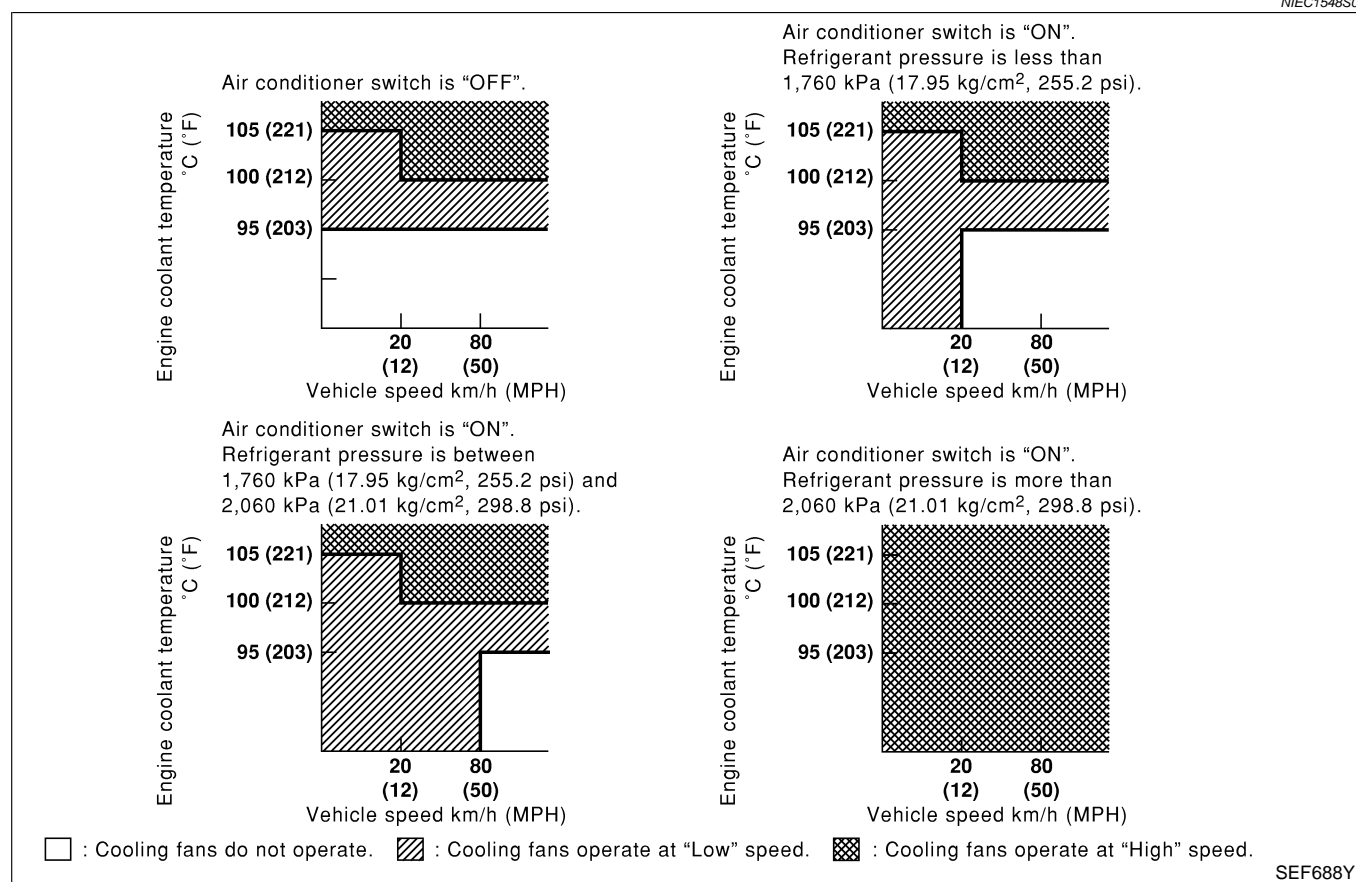 NIEC1548S0
Air conditioner switch is “OFF”.
Engine coolant temperature
˚C (˚F)
105 (221)
100 (212)
95 (203)
20
80
(12)
(50)
Vehicle speed km/h (MPH)
Air conditioner switch is “ON”.
Refrigerant pressure is less than
1,760 kPa (17.95 kg/cm², 255.2 psi).
Engine coolant temperature
˚C (˚F)
105 (221)
100 (212)
95 (203)
20
80
(12)
(50)
Vehicle speed km/h (MPH)
Air conditioner switch is “ON”.
Refrigerant pressure is between
1,760 kPa (17.95 kg/cm², 255.2 psi) and
2,060 kPa (21.01 kg/cm², 298.8 psi).
Engine coolant temperature
˚C (˚F)
105 (221)
100 (212)
95 (203)
20
80
(12)
(50)
Vehicle speed km/h (MPH)
Air conditioner switch is “ON”.
Refrigerant pressure is more than
2,060 kPa (21.01 kg/cm², 298.8 psi).
Engine coolant temperature
˚C (˚F)
105 (221)
100 (212)
95 (203)
20
80
(12)
(50)
Vehicle speed km/h (MPH)
: Cooling fans do not operate.
: Cooling fans operate at “Low” speed.
: Cooling fans operate at “High” speed.
SEF688Y